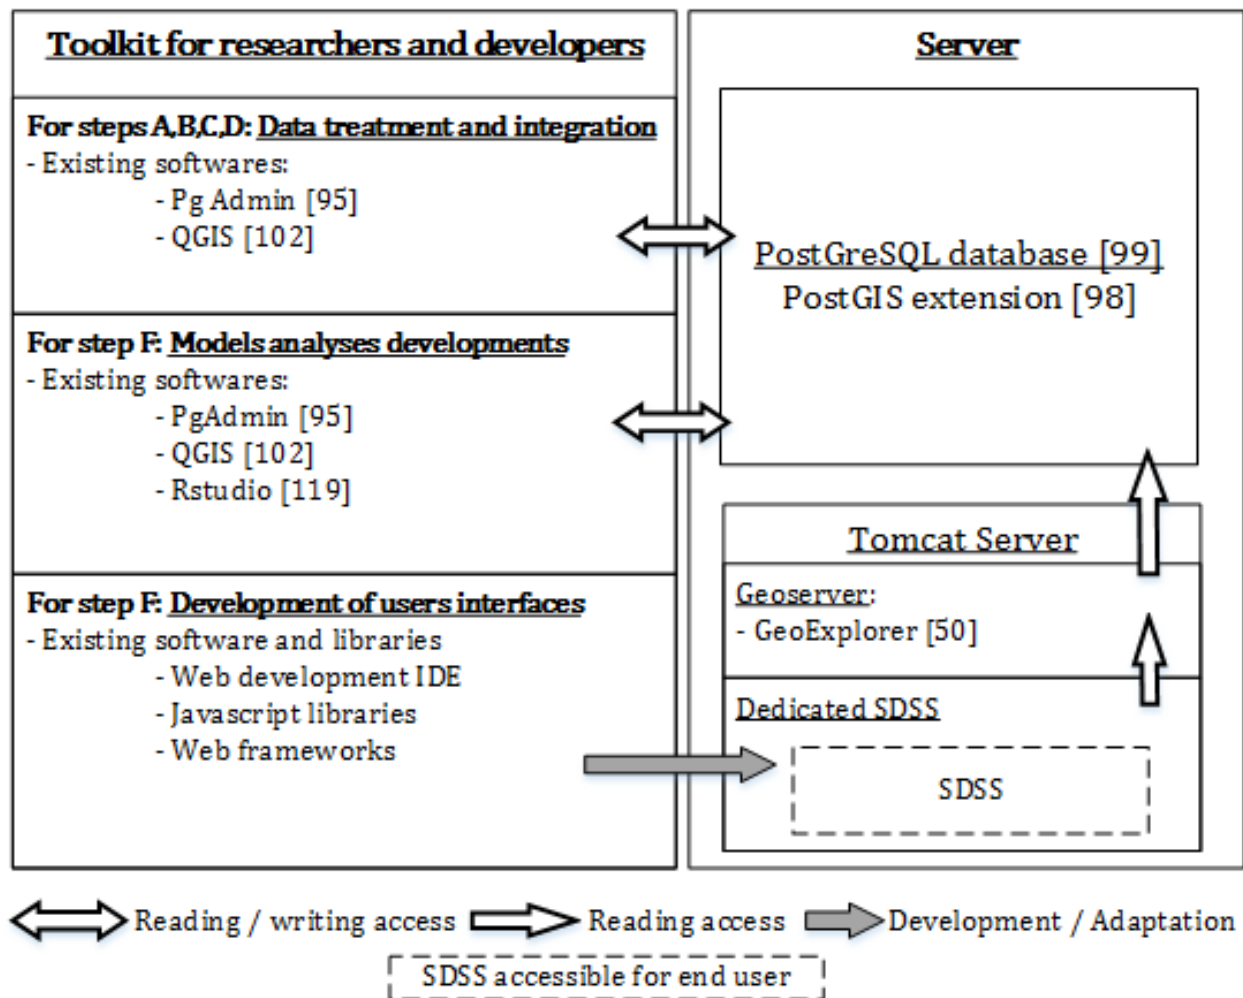 Toolkit for researchers and developers
For steps A,B,C,D: Data treatment and integration
- Existing softwares:
- Pg Admin [95]
- QGIS [102]
For step F: Models analyses developments
- Existing softwares:
- PgAdmin [95]
- QGIS [102]
- Rstudio [119]
For step F: Development of users interfaces
- Existing software and libraries
- Web development IDE
- Javascript libraries
- Web frameworks
Server
PostGreSQL database [99]
PostGIS extension [98]
Tomcat Server
Geoserver:
- GeoExplorer [50]
Dedicated SDSS
SDSS
Reading / writing access
Reading access
Development / Adaptation
SDSS accessible for end user